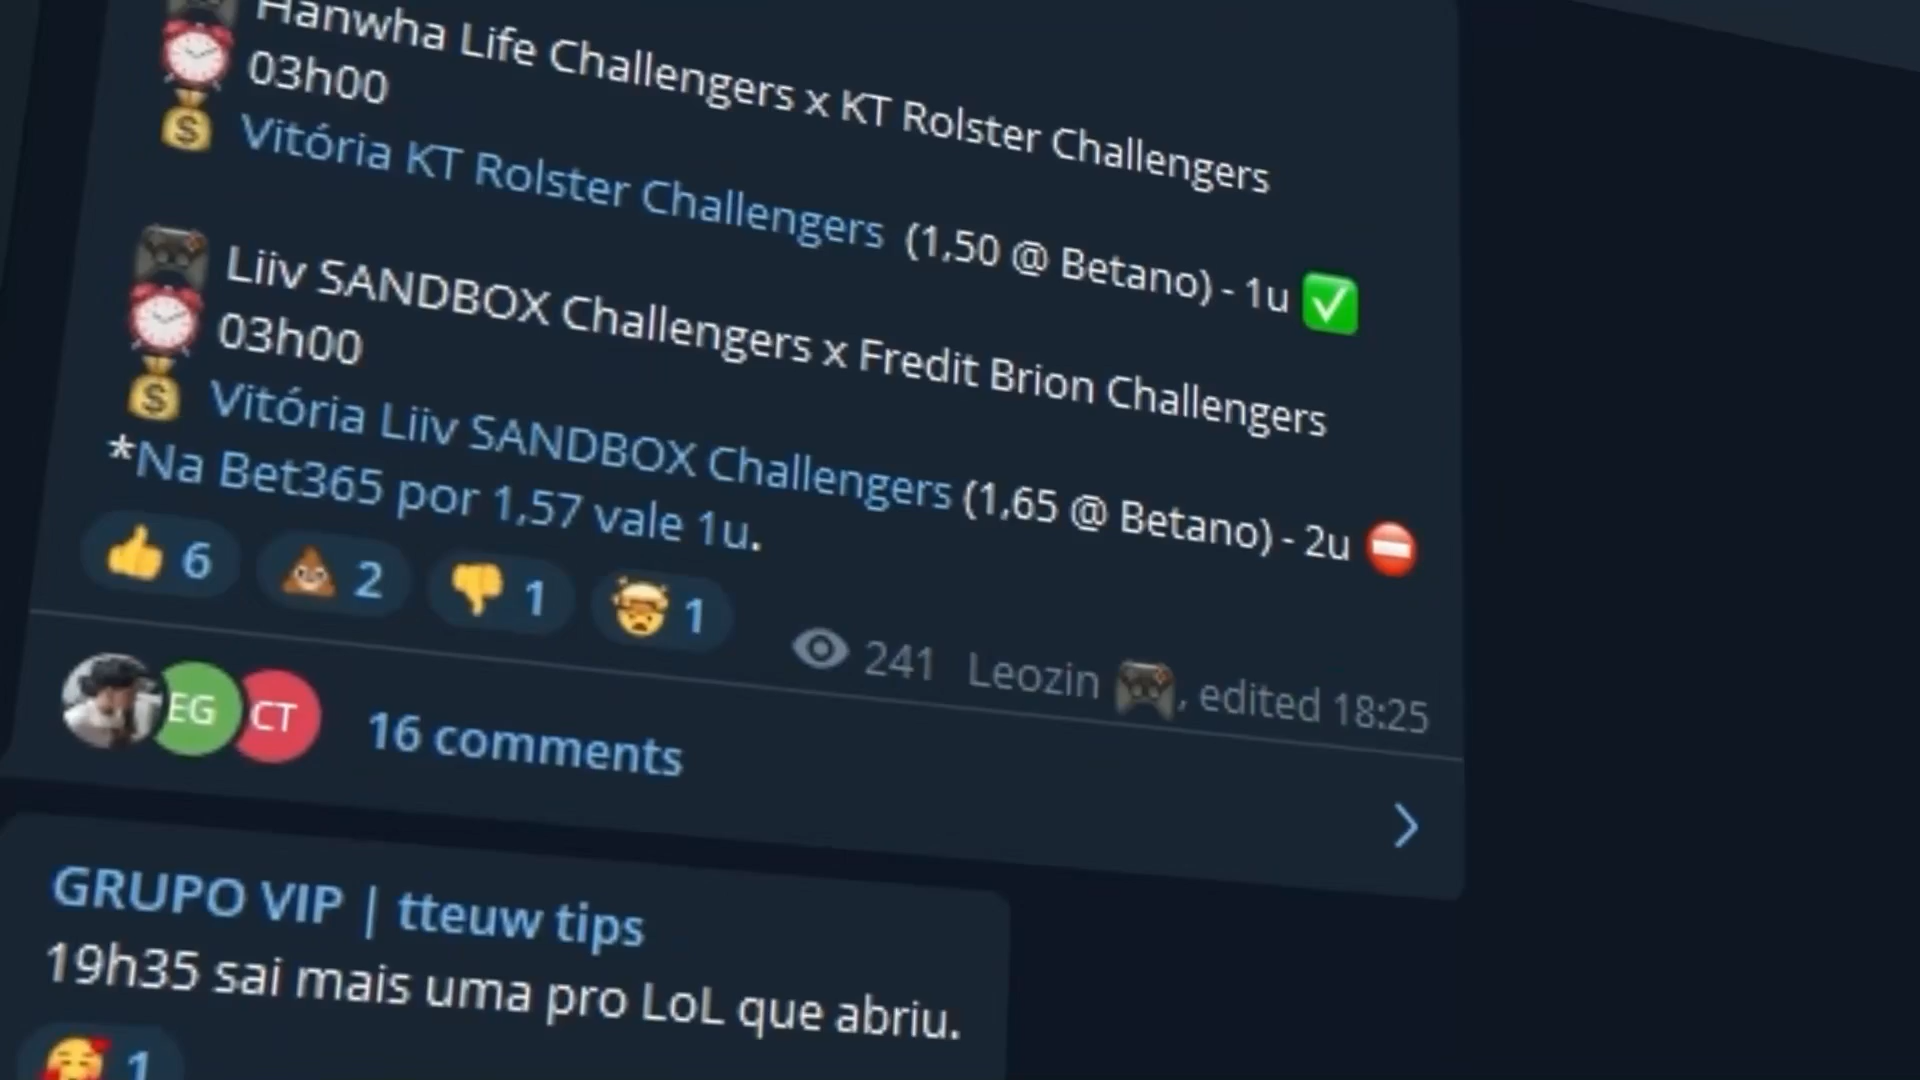 Hanwha Life Challengers x KT Rolster Challengers
03h00
Vitória KT Rolster Challengers (1,50 @ Betano) - 1u
Liiv SANDBOX Challengers x Fredit Brion Challengers
03h00
Vitória Liiv SANDBOX Challengers (1,65 @ Betano) - 2u
*Na Bet365 por 1,57 vale 1u.
6 2 1 1
241 Leozin , edited 18:25
EG CT 16 comments
GRUPO VIP | tteuw tips
19h35 sai mais uma pro LoL que abriu.
1